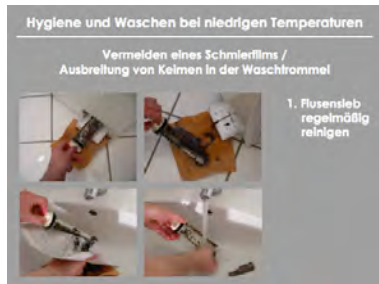 Hygiene und Waschen bei niedrigen Temperaturen
Vermeiden eines Schmierfilms /
Ausbreitung von Keimen in der Waschtrommel
1. Flusensieb
regelmäßig
reinigen